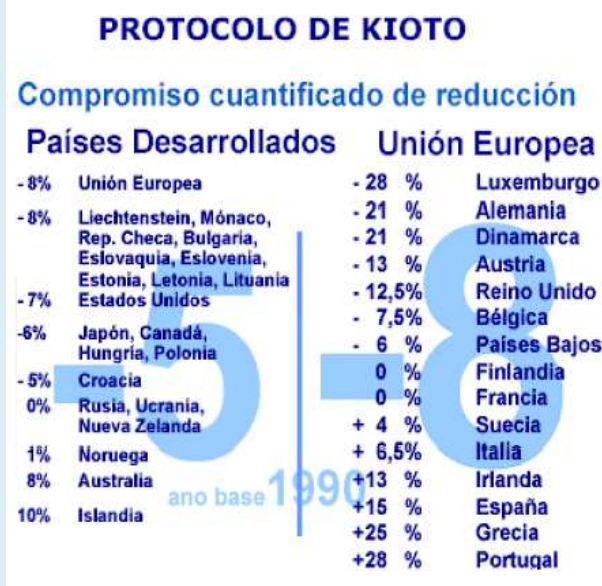 PROTOCOLO DE KIOTO
Compromiso cuantificado de reducción
Países Desarrollados
- 8% Unión Europea
- 8% Liechtenstein, Mónaco,
Rep. Checa, Bulgaria,
Eslovaquia, Eslovenia,
Estonia, Letonia, Lituania
- 7% Estados Unidos
-6% Japón, Canadá,
Hungría, Polonia
- 5% Croacia
0% Rusia, Ucrania,
Nueva Zelanda
1% Noruega
8% Australia
10% Islandia
-5
ano base 1990
Unión Europea
- 28 % Luxemburgo
- 21 % Alemania
- 21 % Dinamarca
- 13 % Austria
- 12,5% Reino Unido
- 7,5% Bélgica
- 6 % Países Bajos
0 % Finlandia
0 % Francia
+ 4 % Suecia
+ 6,5% Italia
+13 % Irlanda
+15 % España
+25 % Grecia
+28 % Portugal
-8